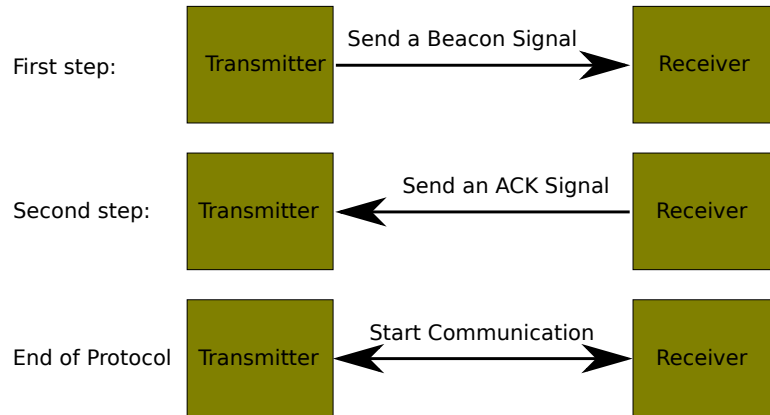 Send a Beacon Signal
First step:
Transmitter
Receiver
Send an ACK Signal
Second step:
Transmitter
Receiver
Start Communication
End of Protocol
Transmitter
Receiver